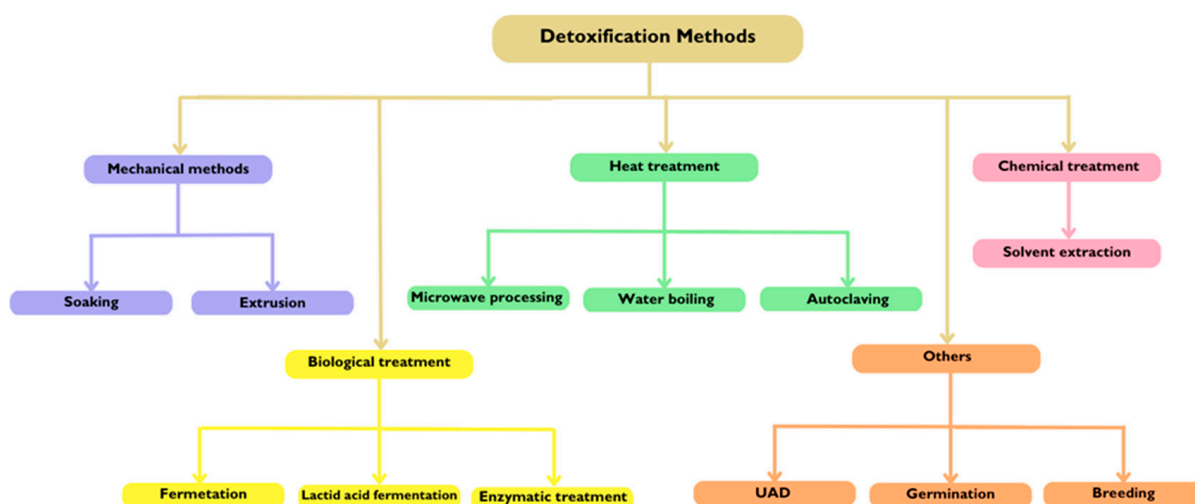 Detoxification Methods
Mechanical methods
Heat treatment
Chemical treatment
Solvent extraction
Soaking
Extrusion
Microwave processing
Water boiling
Autoclaving
Biological treatment
Others
Fermetation
Lactid acid fermentation
Enzymatic treatment
UAD
Germination
Breeding